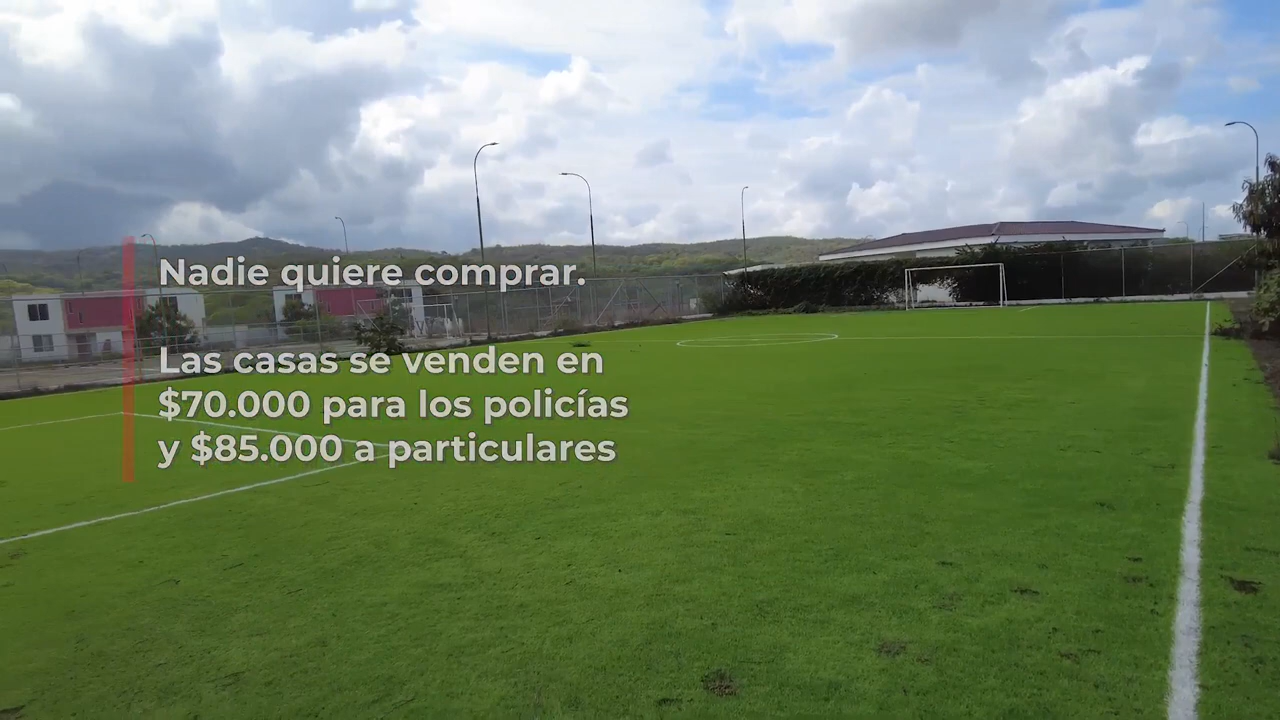 Nadie quiere comprar.
Las casas se venden en
$70.000 para los policías
y $85.000 a particulares